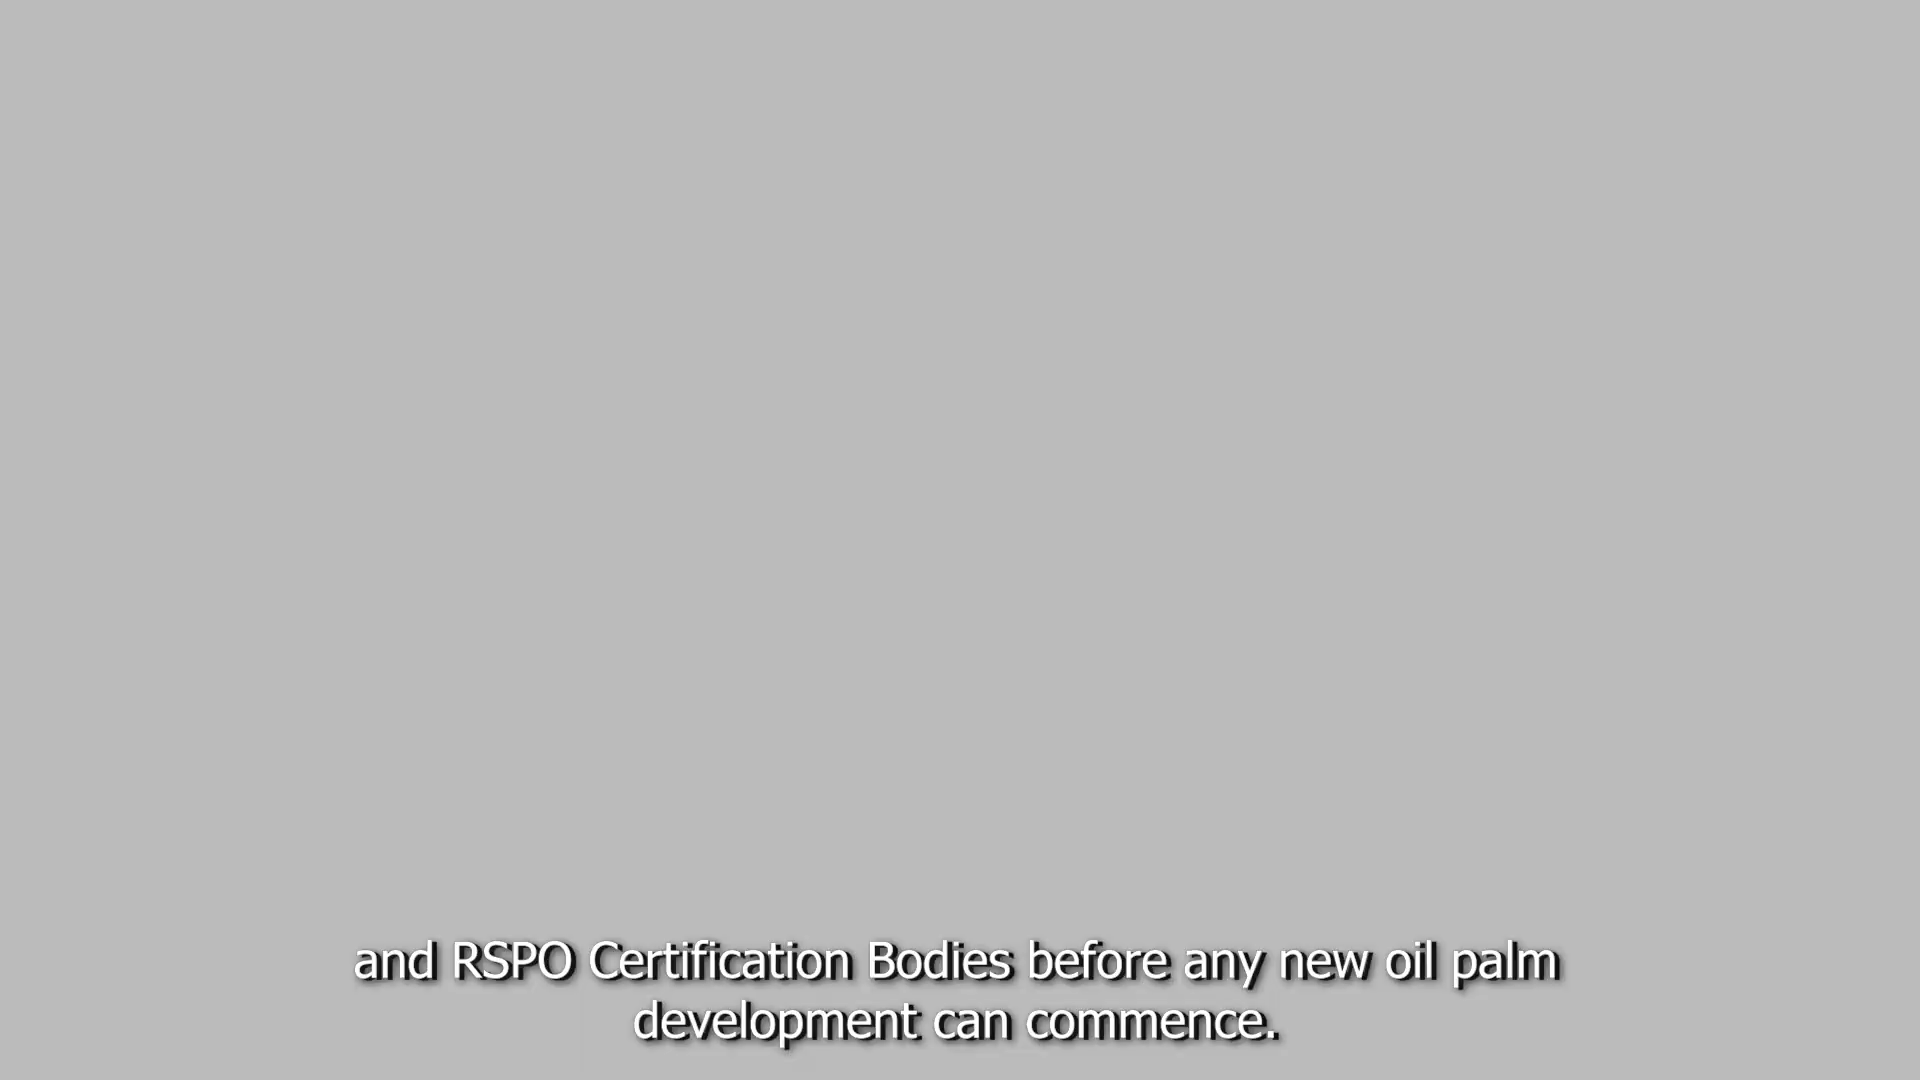 and RSPO Certification Bodies before any new oil palm
development can commence.